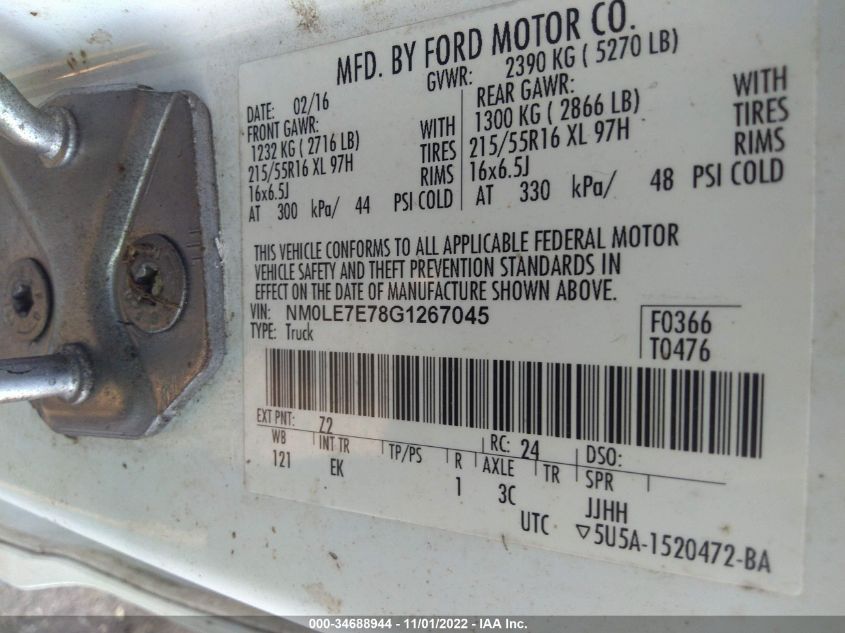 MFD. BY FORD MOTOR CO.
DATE: 02/16 GVWR: 2390 KG ( 5270 LB)
FRONT GAWR: REAR GAWR:
1232 KG ( 2716 LB) WITH 1300 KG ( 2866 LB) WITH
215/55R16 XL 97H TIRES 215/55R16 XL 97H TIRES
16x6.5J RIMS 16x6.5J RIMS
AT 300 kPa/ 44 PSI COLD AT 330 kPa/ 48 PSI COLD
THIS VEHICLE CONFORMS TO ALL APPLICABLE FEDERAL MOTOR
VEHICLE SAFETY AND THEFT PREVENTION STANDARDS IN
EFFECT ON THE DATE OF MANUFACTURE SHOWN ABOVE.
VIN: NM0LE7E78G1267045 F0366
TYPE: Truck T0476
EXT PNT: Z2 RC: 24 DSO:
WB INT TR TP/PS R AXLE TR SPR
121 EK 1 3C JJHH
UTC ▽5U5A-1520472-BA
000-34688944 - 11/01/2022 - IAA Inc.